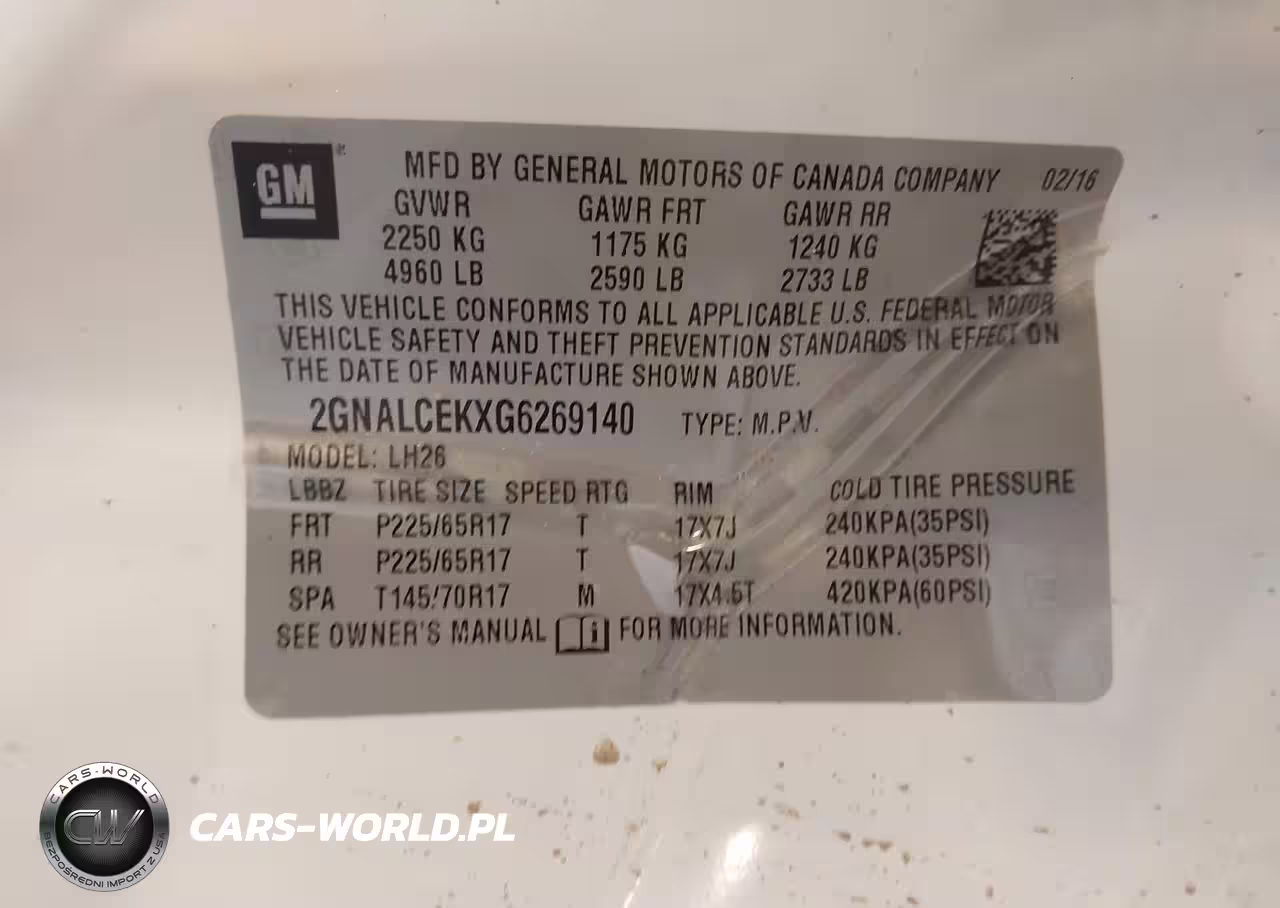 GM
MFD BY GENERAL MOTORS OF CANADA COMPANY 02/16
GVWR GAWR FRT GAWR RR
2250 KG 1175 KG 1240 KG
4960 LB 2590 LB 2733 LB
THIS VEHICLE CONFORMS TO ALL APPLICABLE U.S. FEDERAL MOTOR
VEHICLE SAFETY AND THEFT PREVENTION STANDARDS IN EFFECT ON
THE DATE OF MANUFACTURE SHOWN ABOVE.
2GNALCEKXG6269140 TYPE: M.P.V.
MODEL: LH26
LBBZ TIRE SIZE SPEED RTG RIM COLD TIRE PRESSURE
FRT P225/65R17 T 17X7J 240KPA(35PSI)
RR P225/65R17 T 17X7J 240KPA(35PSI)
SPA T145/70R17 M 17X4.5T 420KPA(60PSI)
SEE OWNER'S MANUAL i FOR MORE INFORMATION.
CARS-WORLD
CW
BEZPOŚREDNI IMPORT Z USA
CARS-WORLD.PL